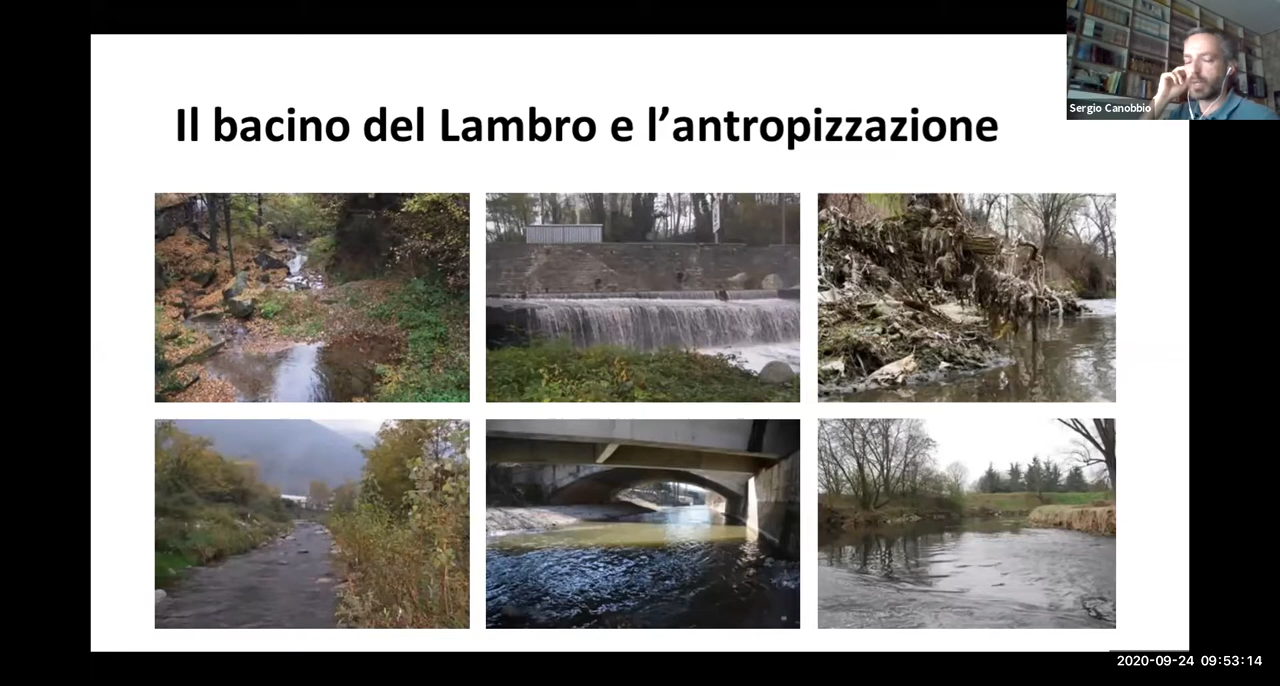 Il bacino del Lambro e l’antropizzazione
Sergio Canobbio
2020-09-24 09:53:14